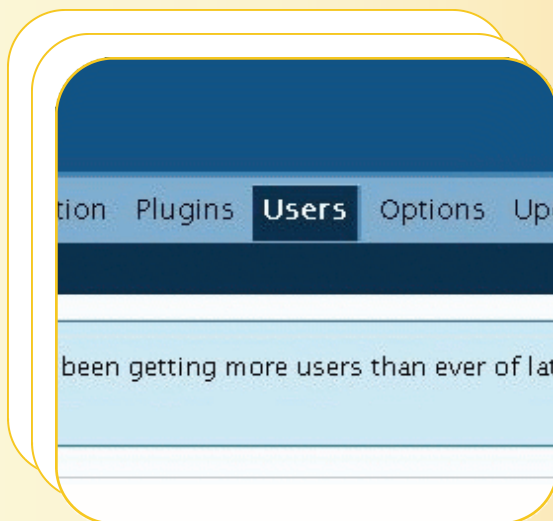 tion Plugins Users Options Up
been getting more users than ever of lat